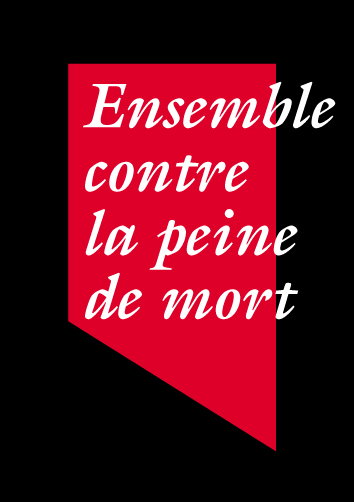 Ensemble
contre
la peine
de mort